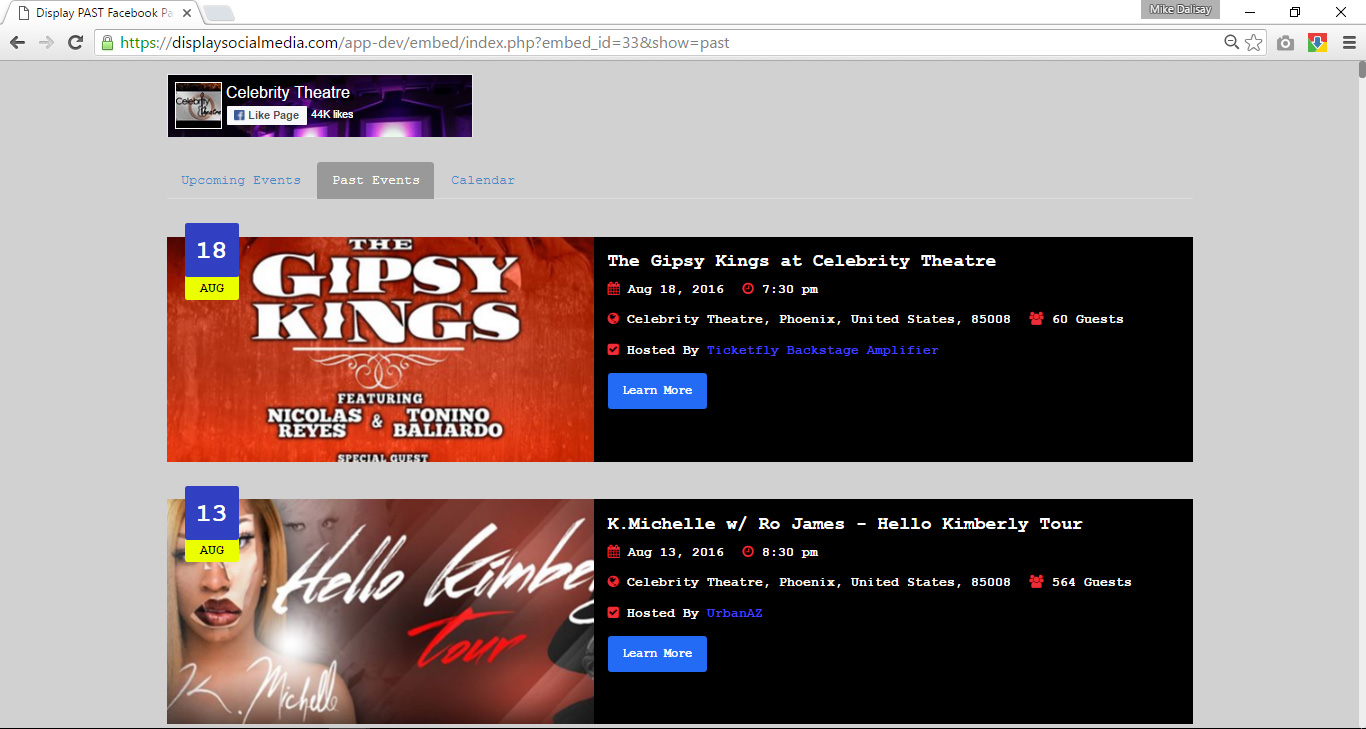 Display PAST Facebook Pa
Mike Dalisay
https://displaysocialmedia.com/app-dev/embed/index.php?embed_id=33&show=past
Celebrity
Theatre
Celebrity Theatre
Like Page
44K likes
Upcoming Events
Past Events
Calendar
18
AUG
THE
GIPSY
KINGS
FEATURING
NICOLAS REYES & TONINO BALIARDO
SPECIAL GUEST
The Gipsy Kings at Celebrity Theatre
Aug 18, 2016 7:30 pm
Celebrity Theatre, Phoenix, United States, 85008 60 Guests
Hosted By Ticketfly Backstage Amplifier
Learn More
13
AUG
Hello Kimber
Tour
K. Michelle
K.Michelle w/ Ro James - Hello Kimberly Tour
Aug 13, 2016 8:30 pm
Celebrity Theatre, Phoenix, United States, 85008 564 Guests
Hosted By UrbanAZ
Learn More